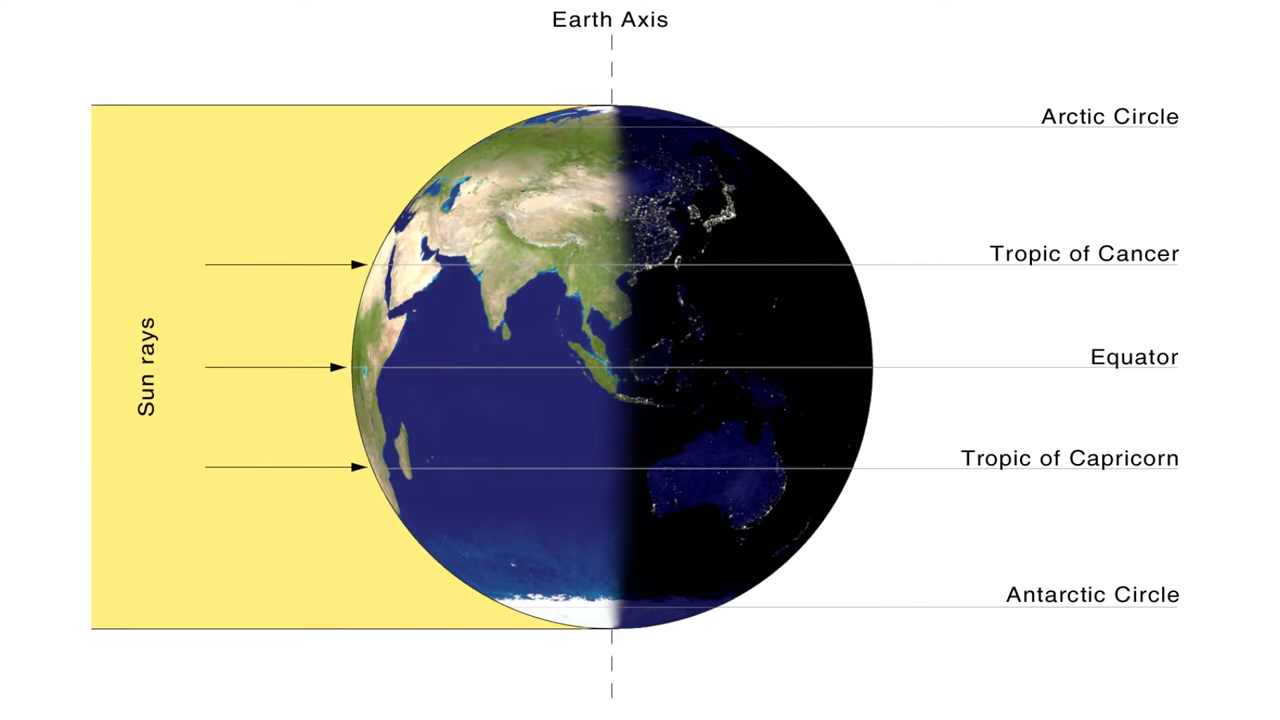 Earth Axis
Arctic Circle
Tropic of Cancer
Sun rays
Equator
Tropic of Capricorn
Antarctic Circle